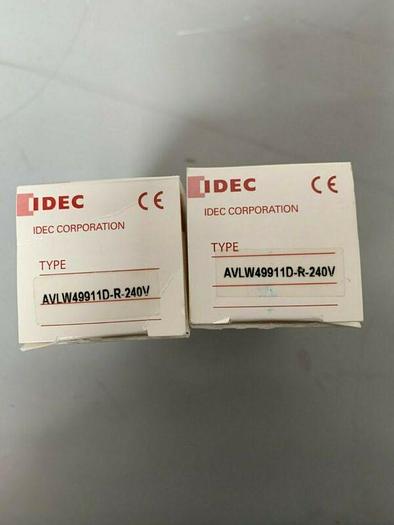 IDEC CE
IDEC CORPORATION
TYPE
AVLW49911D-R-240V
IDEC CE
IDEC CORPORATION
TYPE
AVLW49911D-R-240V